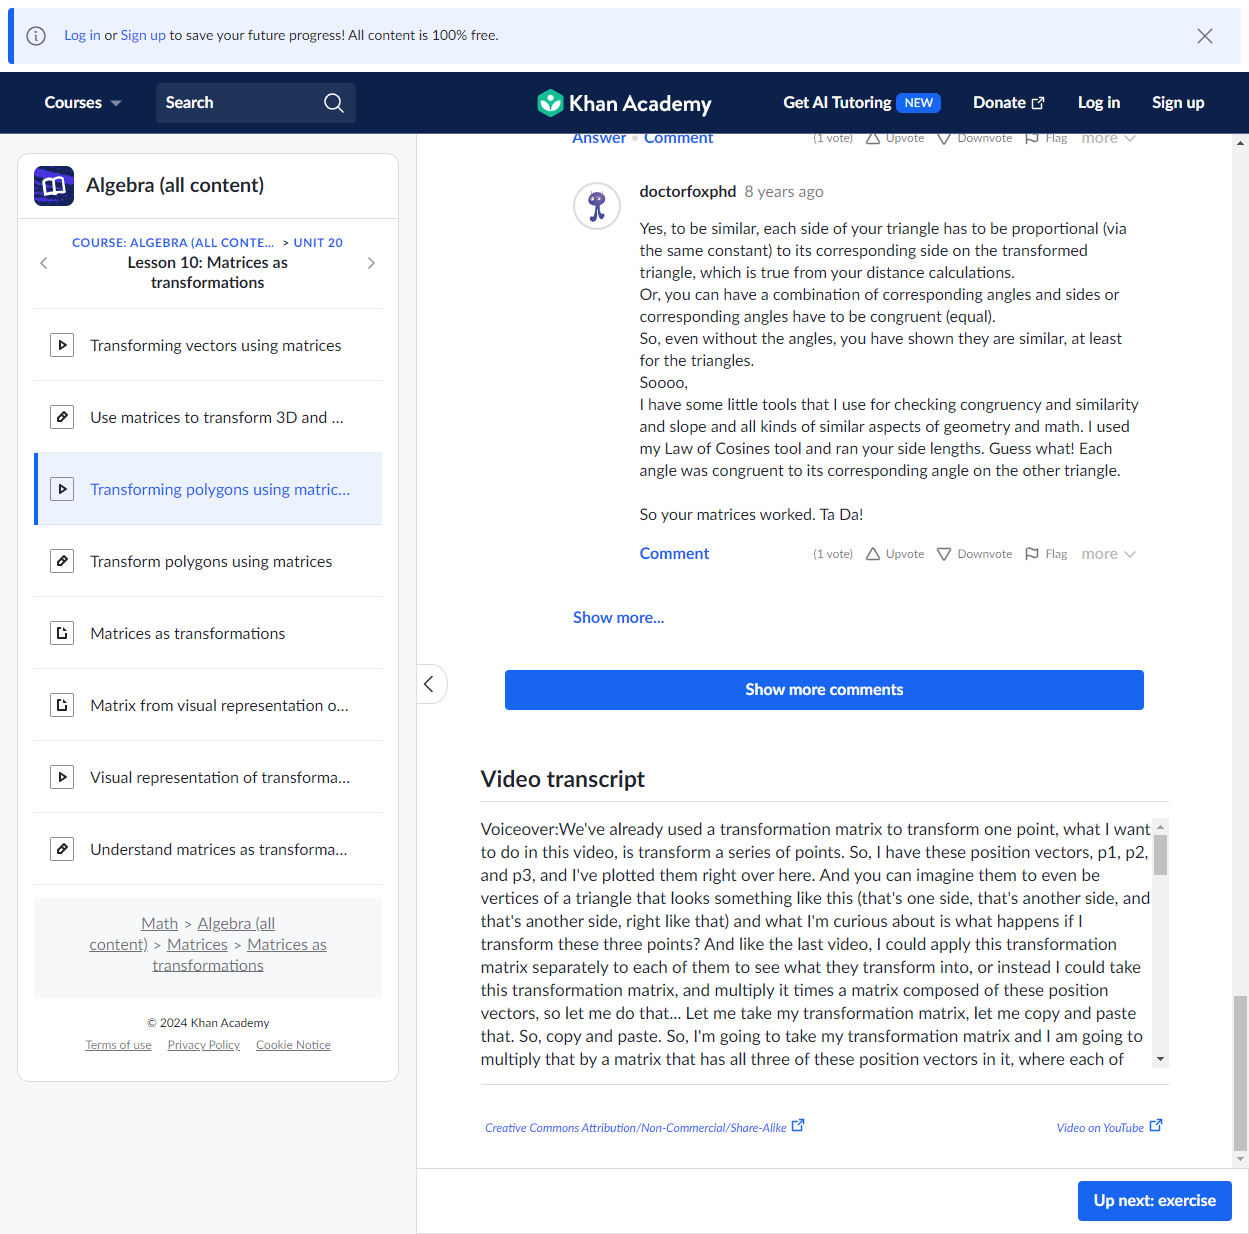 Log in or Sign up to save your future progress! All content is 100% free.
Courses
Search
Khan Academy
Get AI Tutoring NEW
Donate
Log in
Sign up
Algebra (all content)
COURSE: ALGEBRA (ALL CONTE... > UNIT 20
Lesson 10: Matrices as
transformations
Transforming vectors using matrices
Use matrices to transform 3D and ...
Transforming polygons using matric...
Transform polygons using matrices
Matrices as transformations
Matrix from visual representation o...
Visual representation of transforma...
Understand matrices as transforma...
Math > Algebra (all
content) > Matrices > Matrices as
transformations
© 2024 Khan Academy
Terms of use Privacy Policy Cookie Notice
Answer • Comment (1 vote) Upvote Downvote Flag more
doctorfoxphd 8 years ago
Yes, to be similar, each side of your triangle has to be proportional (via
the same constant) to its corresponding side on the transformed
triangle, which is true from your distance calculations.
Or, you can have a combination of corresponding angles and sides or
corresponding angles have to be congruent (equal).
So, even without the angles, you have shown they are similar, at least
for the triangles.
Soooo,
I have some little tools that I use for checking congruency and similarity
and slope and all kinds of similar aspects of geometry and math. I used
my Law of Cosines tool and ran your side lengths. Guess what! Each
angle was congruent to its corresponding angle on the other triangle.
So your matrices worked. Ta Da!
Comment (1 vote) Upvote Downvote Flag more
Show more...
Show more comments
Video transcript
Voiceover:We've already used a transformation matrix to transform one point, what I want
to do in this video, is transform a series of points. So, I have these position vectors, p1, p2,
and p3, and I've plotted them right over here. And you can imagine them to even be
vertices of a triangle that looks something like this (that's one side, that's another side, and
that's another side, right like that) and what I'm curious about is what happens if I
transform these three points? And like the last video, I could apply this transformation
matrix separately to each of them to see what they transform into, or instead I could take
this transformation matrix, and multiply it times a matrix composed of these position
vectors, so let me do that... Let me take my transformation matrix, let me copy and paste
that. So, copy and paste. So, I'm going to take my transformation matrix and I am going to
multiply that by a matrix that has all three of these position vectors in it, where each of
Creative Commons Attribution/Non-Commercial/Share-Alike
Video on YouTube
Up next: exercise